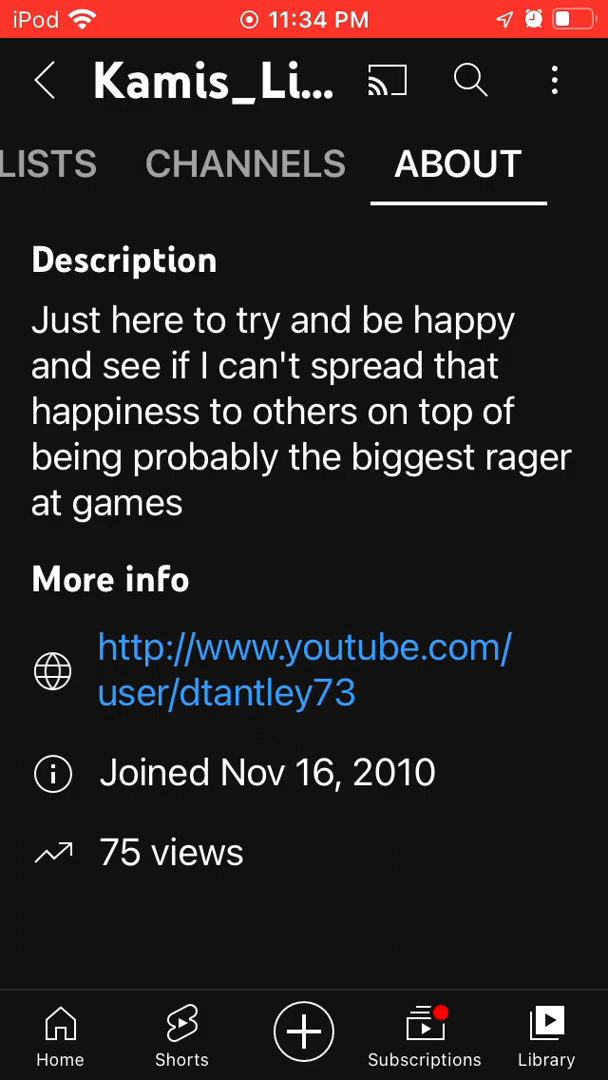 iPod 11:34 PM
Kamis_Li...
LISTS CHANNELS ABOUT
Description
Just here to try and be happy
and see if I can't spread that
happiness to others on top of
being probably the biggest rager
at games
More info
http://www.youtube.com/
user/dtantley73
Joined Nov 16, 2010
75 views
Home Shorts Subscriptions Library